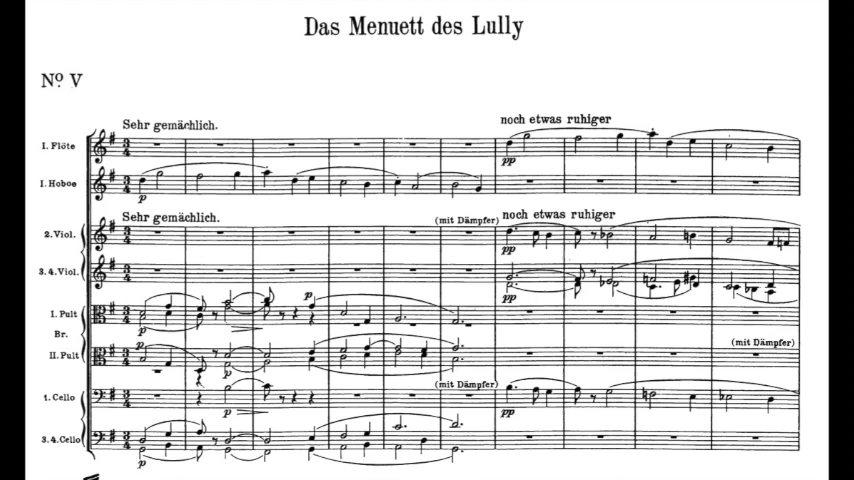 Das Menuett des Lully
Nº V
Sehr gemächlich.
noch etwas ruhiger
I. Flöte
pp
I. Hoboe
p
p
Sehr gemächlich.
(mit Dämpfer)
noch etwas ruhiger
2. Viol.
pp
3. 4. Viol.
pp
p
I. Pult
p
Br.
p
(mit Dämpfer)
II. Pult
p
(mit Dämpfer)
1. Cello
p
pp
3. 4. Cello
p